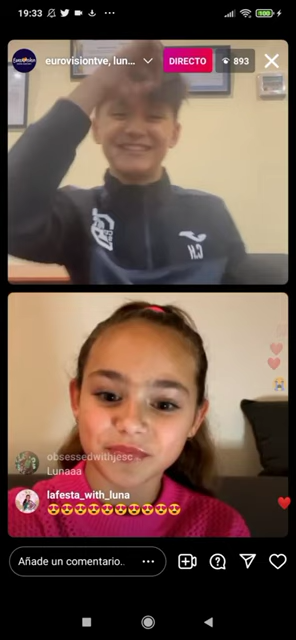 19:33
100
eurovisiontve, lun...
DIRECTO
893
C.N
obsessedwithjesc
Lunaaa
lafesta_with_luna
😍😍😍😍😍😍😍😍😍😍
Añade un comentario..